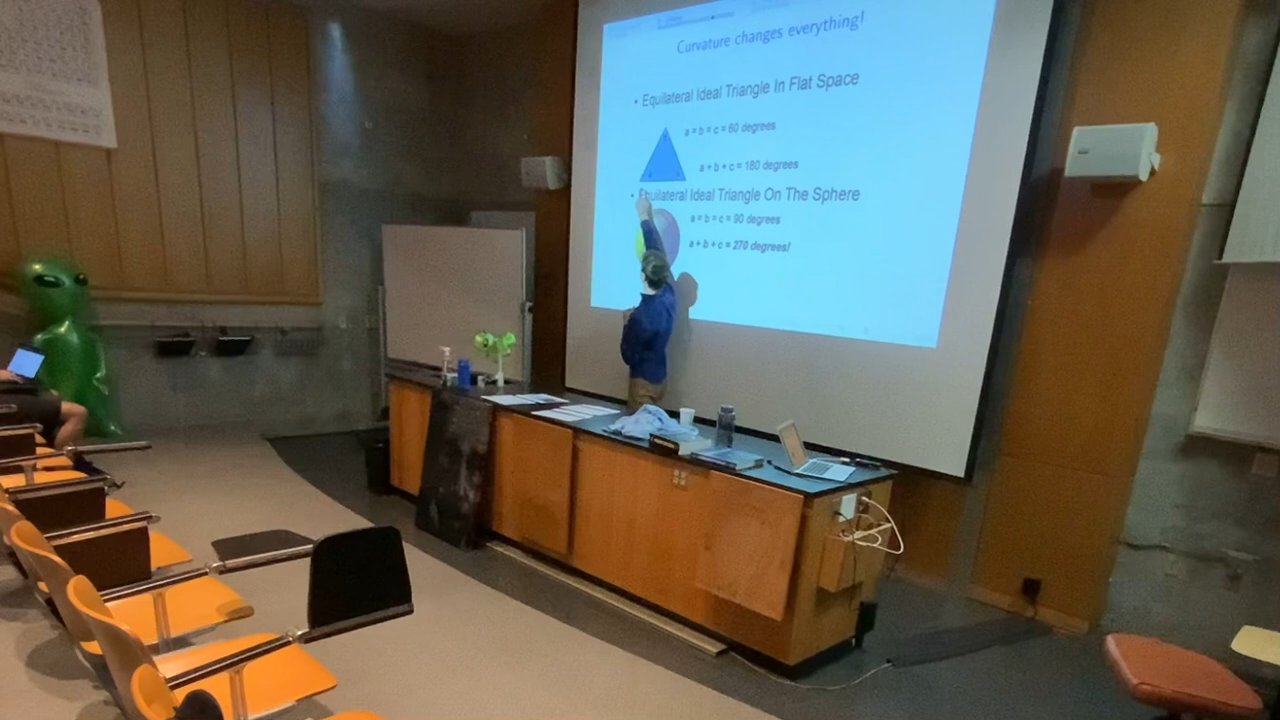 Curvature changes everything!
• Equilateral Ideal Triangle In Flat Space
a = b = c = 60 degrees
a + b + c = 180 degrees
• Equilateral Ideal Triangle On The Sphere
a = b = c = 90 degrees
a + b + c = 270 degrees!